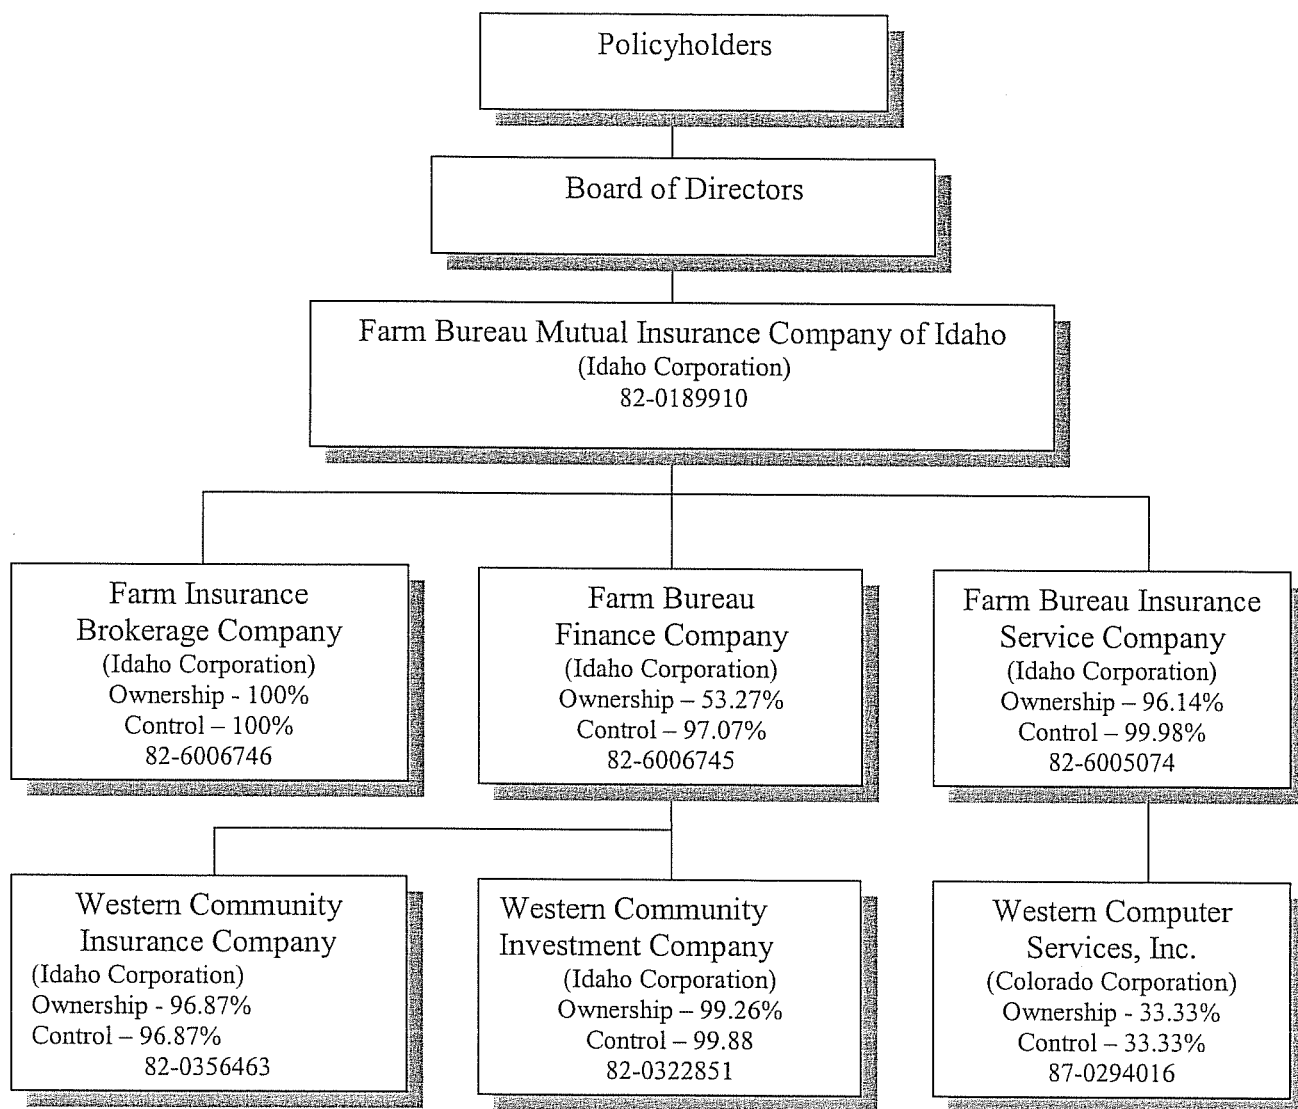 Policyholders
Board of Directors
Farm Bureau Mutual Insurance Company of Idaho
(Idaho Corporation)
82-0189910
Farm Insurance
Brokerage Company
(Idaho Corporation)
Ownership - 100%
Control – 100%
82-6006746
Farm Bureau
Finance Company
(Idaho Corporation)
Ownership – 53.27%
Control – 97.07%
82-6006745
Farm Bureau Insurance
Service Company
(Idaho Corporation)
Ownership – 96.14%
Control – 99.98%
82-6005074
Western Community
Insurance Company
(Idaho Corporation)
Ownership - 96.87%
Control – 96.87%
82-0356463
Western Community
Investment Company
(Idaho Corporation)
Ownership – 99.26%
Control – 99.88
82-0322851
Western Computer
Services, Inc.
(Colorado Corporation)
Ownership - 33.33%
Control – 33.33%
87-0294016